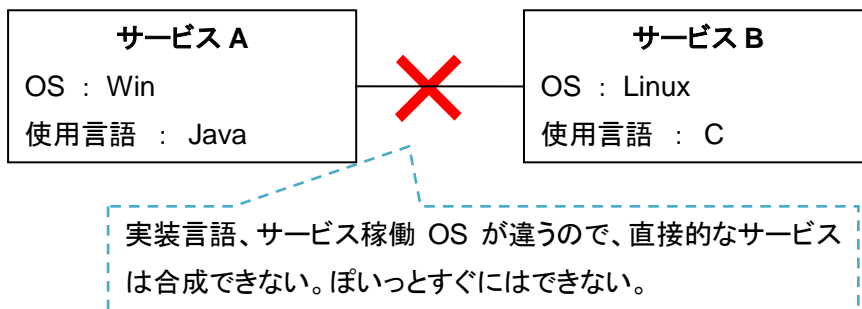 サービス A
OS : Win
使用言語 : Java
サービス B
OS : Linux
使用言語 : C
実装言語、サービス稼働 OS が違うので、直接的なサービス
は合成できない。ぽいっとすぐにはできない。